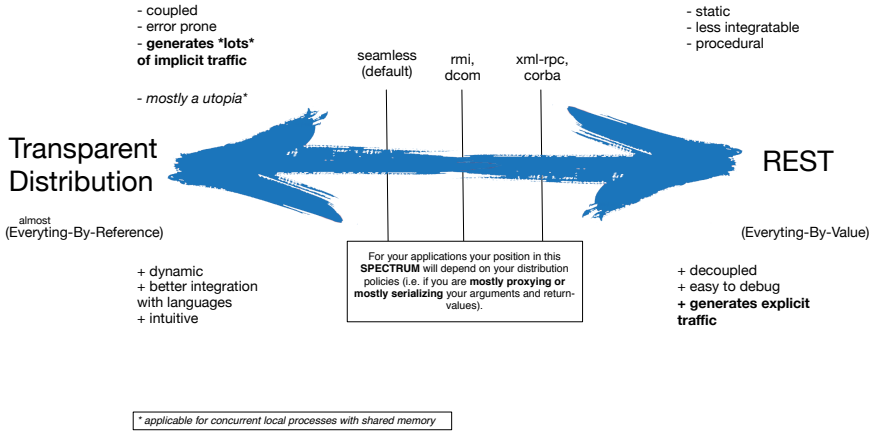 - coupled
- error prone
- generates *lots*
of implicit traffic
- mostly a utopia*
- static
- less integratable
- procedural
seamless
(default)
rmi,
dcom
xml-rpc,
corba
Transparent
Distribution
REST
almost
(Everyting-By-Reference)
(Everyting-By-Value)
+ dynamic
+ better integration
with languages
+ intuitive
For your applications your position in this
SPECTRUM will depend on your distribution
policies (i.e. if you are mostly proxying or
mostly serializing your arguments and return-
values).
+ decoupled
+ easy to debug
+ generates explicit
traffic
* applicable for concurrent local processes with shared memory